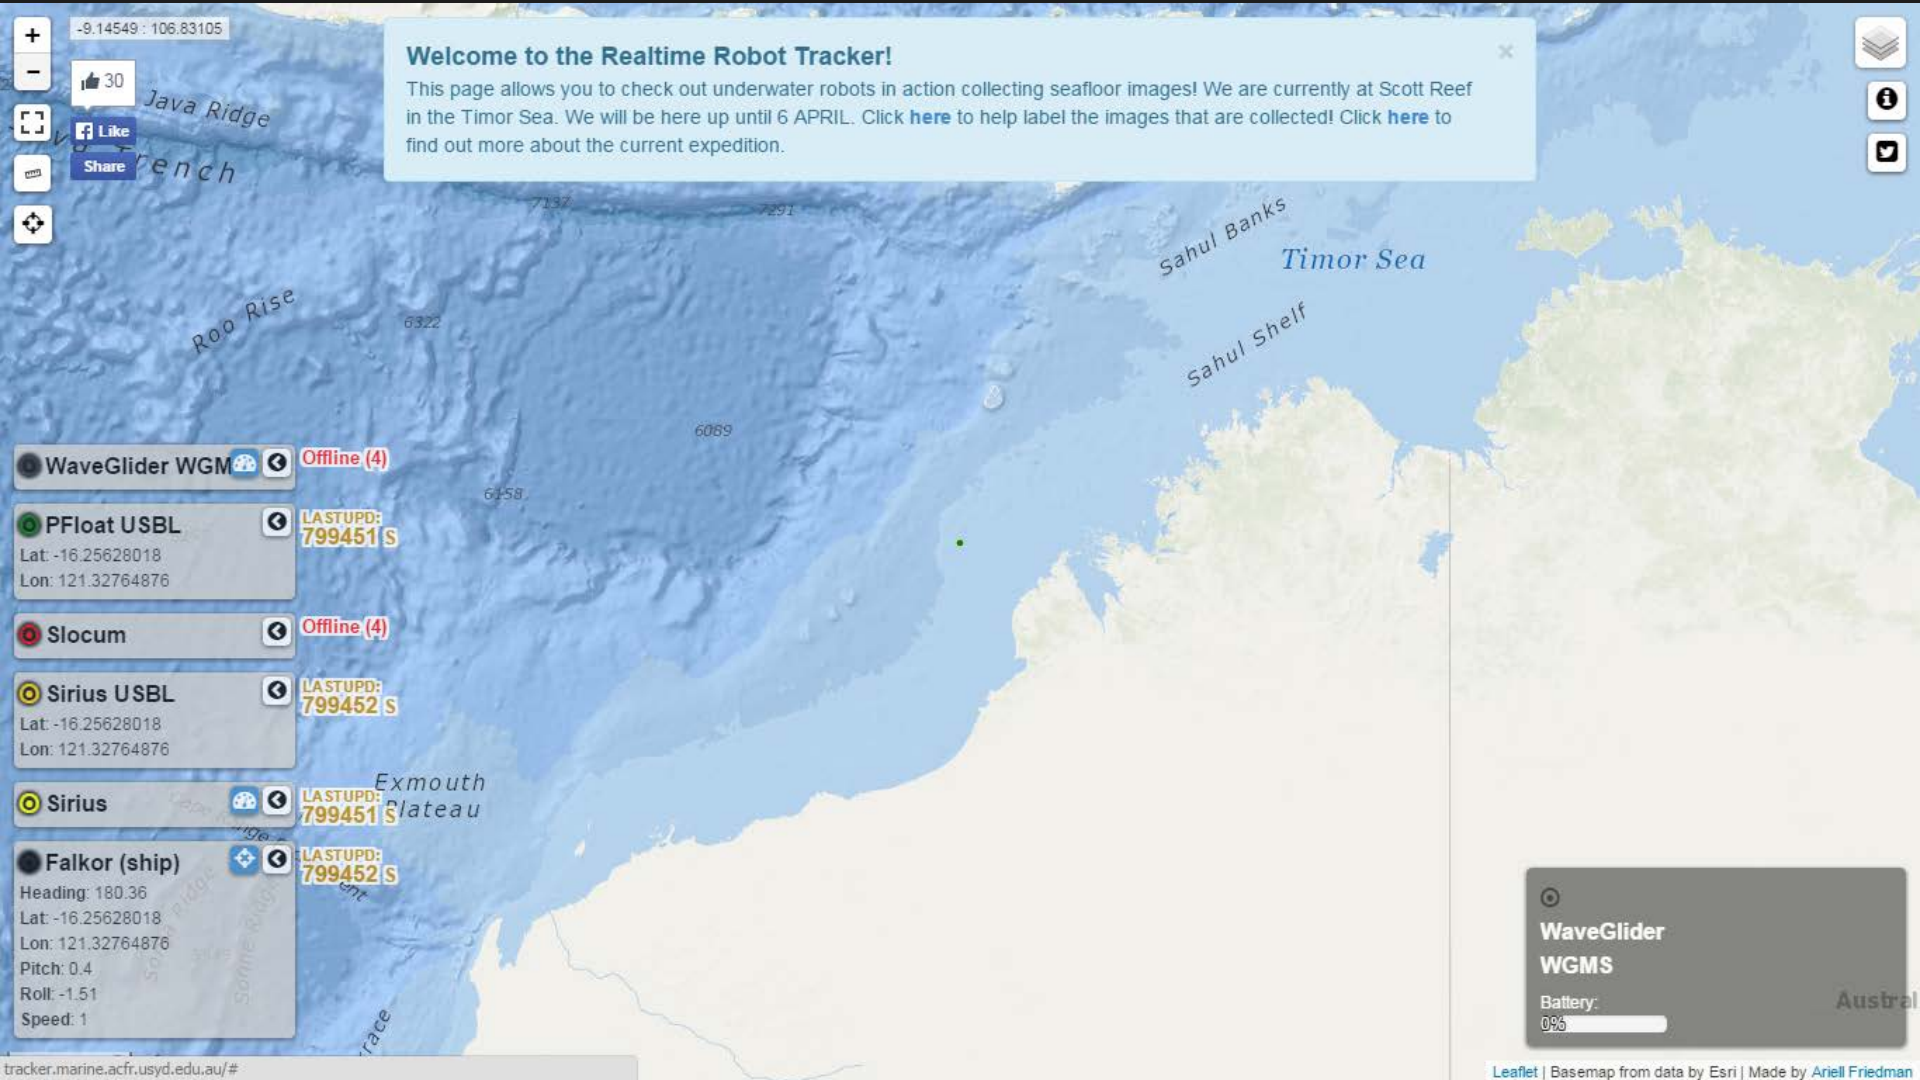 -9.14549 : 106.83105
30
Like
Share
Java Ridge
Welcome to the Realtime Robot Tracker!
This page allows you to check out underwater robots in action collecting seafloor images! We are currently at Scott Reef
in the Timor Sea. We will be here up until 6 APRIL. Click here to help label the images that are collected! Click here to
find out more about the current expedition.
×
7137
7291
Sahul Banks
Timor Sea
Roo Rise
6322
Sahul Shelf
6089
6158
WaveGlider WGM
Offline (4)
PFloat USBL
Lat: -16.25628018
Lon: 121.32764876
LASTUPD:
799451 S
Slocum
Offline (4)
Sirius USBL
Lat: -16.25628018
Lon: 121.32764876
LASTUPD:
799452 S
Sirius
LASTUPD:
799451 S
Exmouth
Plateau
Falkor (ship)
LASTUPD:
799452 S
Heading: 180.36
Lat: -16.25628018
Lon: 121.32764876
Pitch: 0.4
Roll: -1.51
Speed: 1
WaveGlider
WGMS
Battery:
0%
Austral
tracker.marine.acfr.usyd.edu.au/#
Leaflet | Basemap from data by Esri | Made by Ariell Friedman